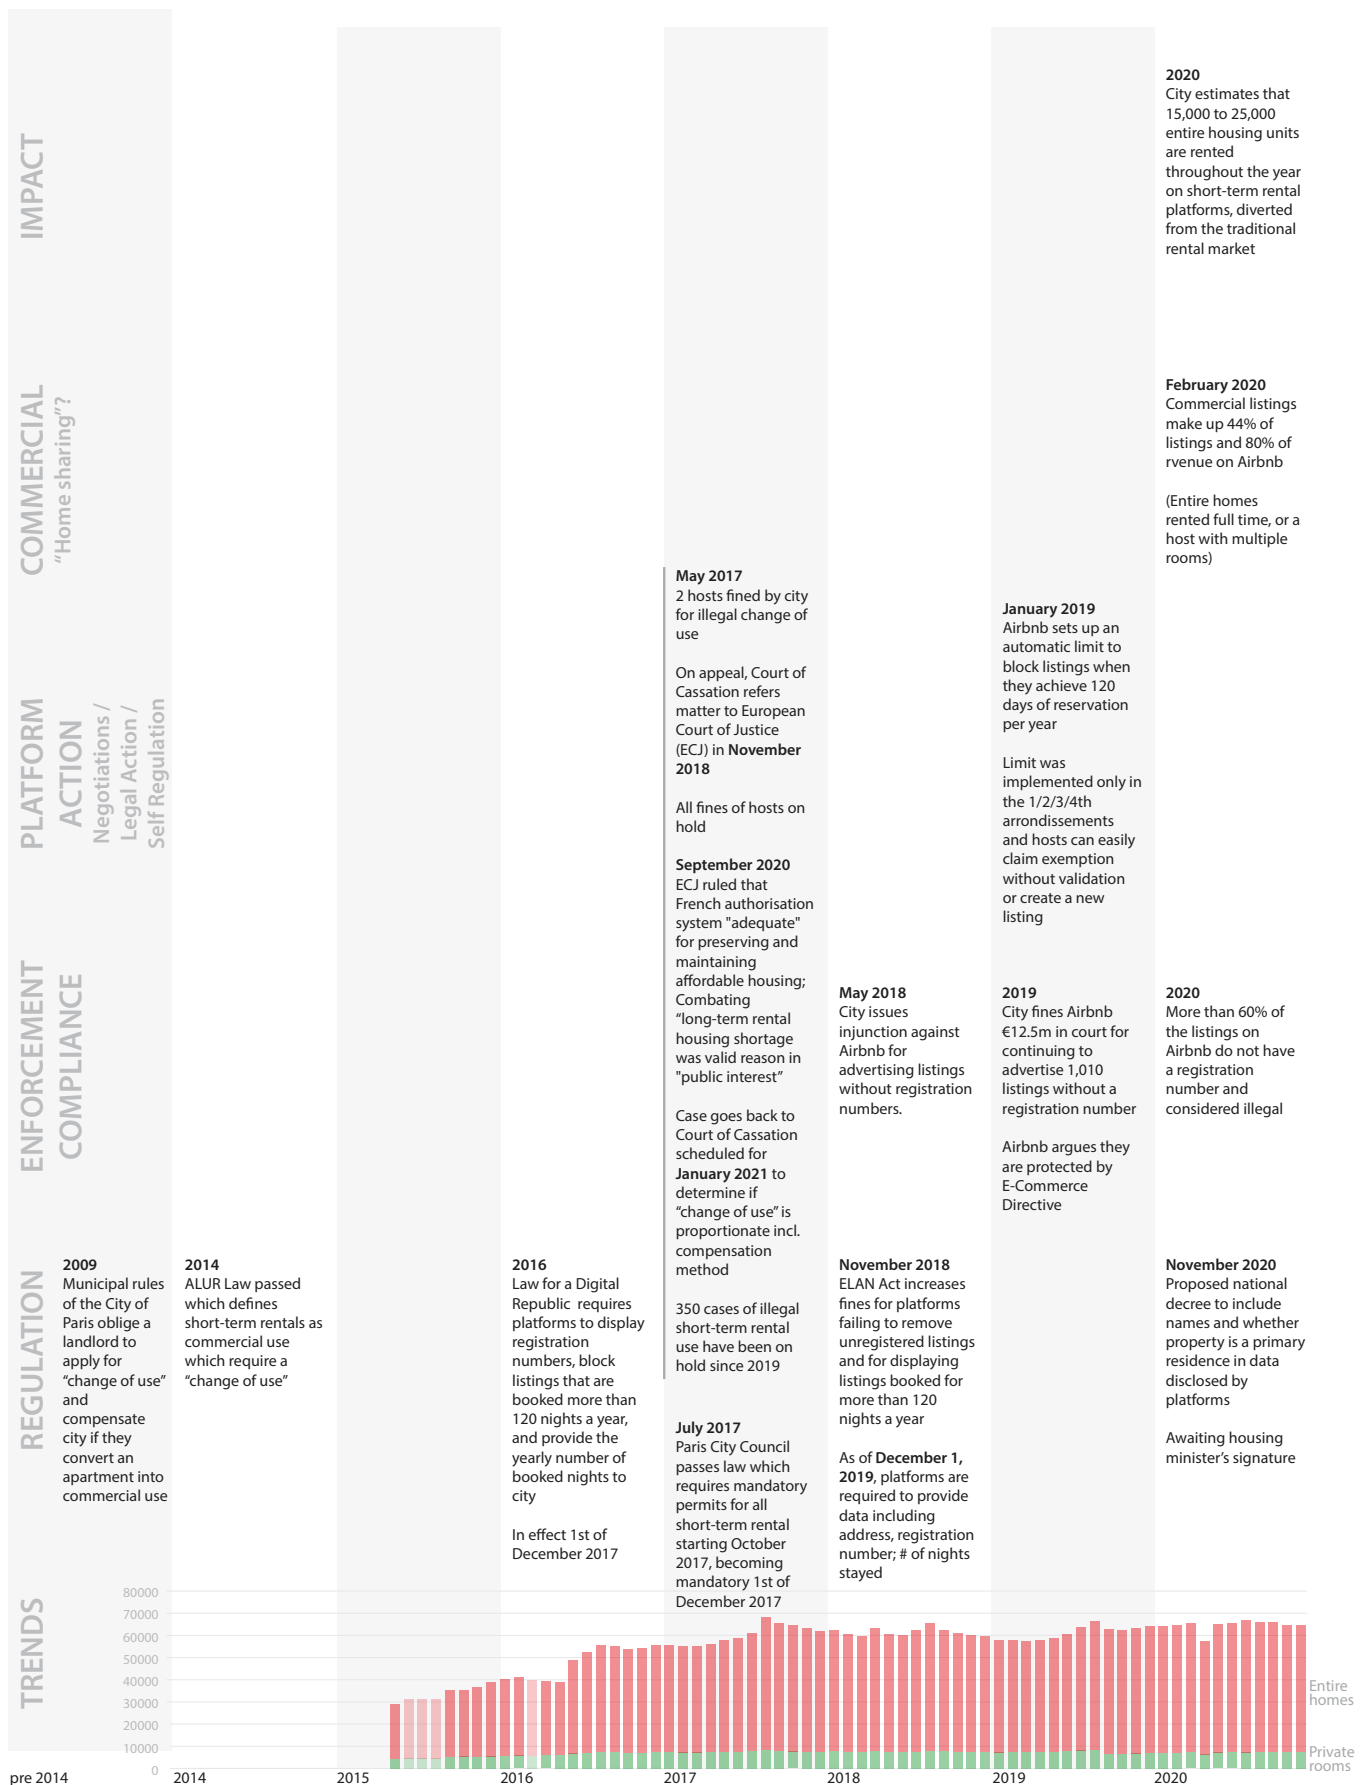 IMPACT
2020
City estimates that
15,000 to 25,000
entire housing units
are rented
throughout the year
on short-term rental
platforms, diverted
from the traditional
rental market
COMMERCIAL
“Home sharing”?
February 2020
Commercial listings
make up 44% of
listings and 80% of
rvenue on Airbnb
(Entire homes
rented full time, or a
host with multiple
rooms)
PLATFORM
ACTION
Negotiations /
Legal Action /
Self Regulation
May 2017
2 hosts fined by city
for illegal change of
use
On appeal, Court of
Cassation refers
matter to European
Court of Justice
(ECJ) in November
2018
All fines of hosts on
hold
September 2020
ECJ ruled that
French authorisation
system "adequate"
for preserving and
maintaining
affordable housing;
Combating
“long-term rental
housing shortage
was valid reason in
"public interest”
Case goes back to
Court of Cassation
scheduled for
January 2021 to
determine if
“change of use” is
proportionate incl.
compensation
method
350 cases of illegal
short-term rental
use have been on
hold since 2019
January 2019
Airbnb sets up an
automatic limit to
block listings when
they achieve 120
days of reservation
per year
Limit was
implemented only in
the 1/2/3/4th
arrondissements
and hosts can easily
claim exemption
without validation
or create a new
listing
ENFORCEMENT
COMPLIANCE
May 2018
City issues
injunction against
Airbnb for
advertising listings
without registration
numbers.
2019
City fines Airbnb
€12.5m in court for
continuing to
advertise 1,010
listings without a
registration number
Airbnb argues they
are protected by
E-Commerce
Directive
2020
More than 60% of
the listings on
Airbnb do not have
a registration
number and
considered illegal
REGULATION
2009
Municipal rules
of the City of
Paris oblige a
landlord to
apply for
“change of use”
and
compensate
city if they
convert an
apartment into
commercial use
2014
ALUR Law passed
which defines
short-term rentals as
commercial use
which require a
“change of use”
2016
Law for a Digital
Republic requires
platforms to display
registration
numbers, block
listings that are
booked more than
120 nights a year,
and provide the
yearly number of
booked nights to
city
In effect 1st of
December 2017
July 2017
Paris City Council
passes law which
requires mandatory
permits for all
short-term rental
starting October
2017, becoming
mandatory 1st of
December 2017
November 2018
ELAN Act increases
fines for platforms
failing to remove
unregistered listings
and for displaying
listings booked for
more than 120
nights a year
As of December 1,
2019, platforms are
required to provide
data including
address, registration
number; # of nights
stayed
November 2020
Proposed national
decree to include
names and whether
property is a primary
residence in data
disclosed by
platforms
Awaiting housing
minister’s signature
TRENDS
80000
70000
60000
50000
40000
30000
20000
10000
0
Entire
homes
Private
rooms
pre 2014
2014
2015
2016
2017
2018
2019
2020